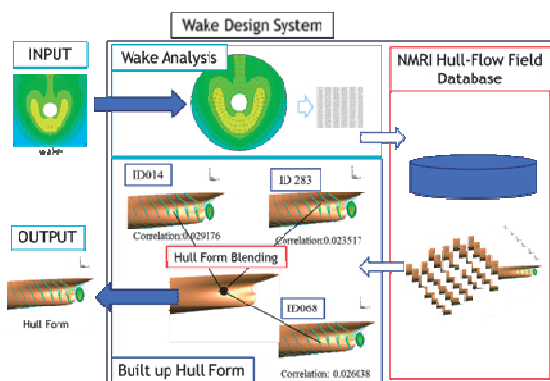 Wake Design System
INPUT
wake
Wake Analysis
NMRI Hull-Flow Field
Database
ID014
ID 283
Correlation:0.029176
Correlation:0.023517
Hull Form Blending
OUTPUT
Hull Form
ID068
Correlation:0.026038
Built up Hull Form